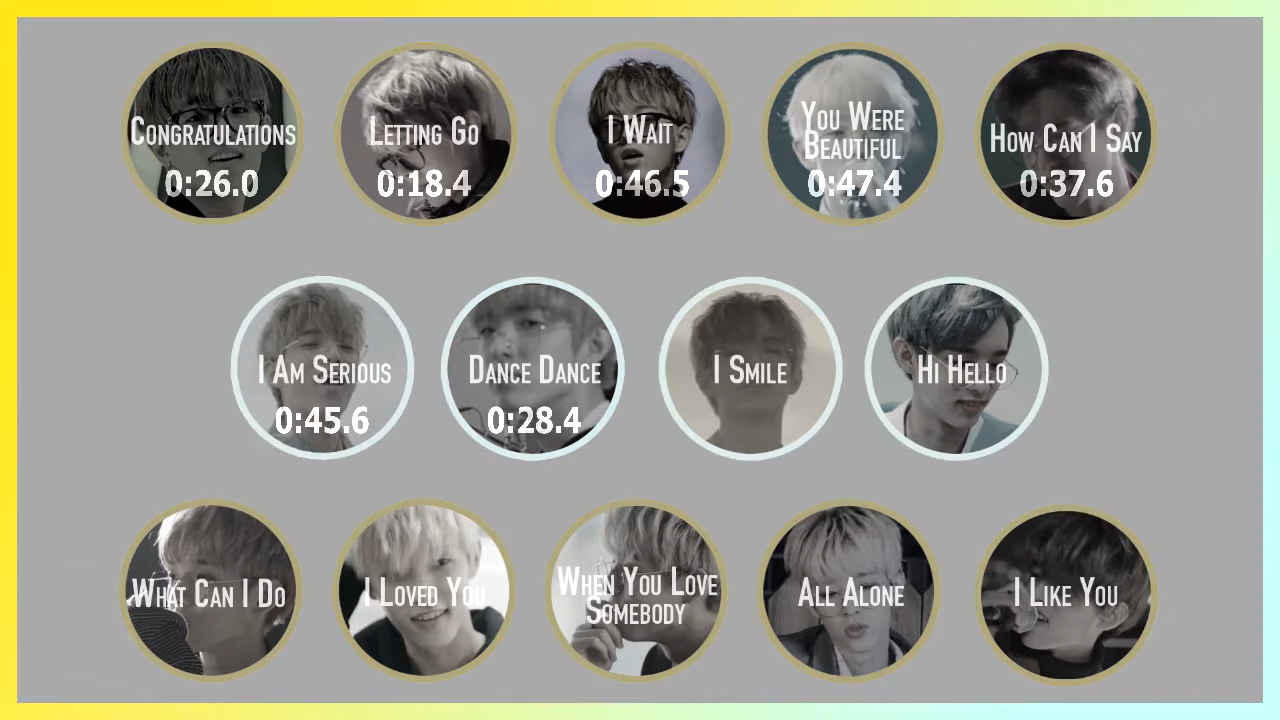 Congratulations
0:26.0
Letting Go
0:18.4
I Wait
0:46.5
You Were
Beautiful
0:47.4
How Can I Say
0:37.6
I Am Serious
0:45.6
Dance Dance
0:28.4
I Smile
Hi Hello
What Can I Do
I Loved You
When You Love
Somebody
All Alone
I Like You